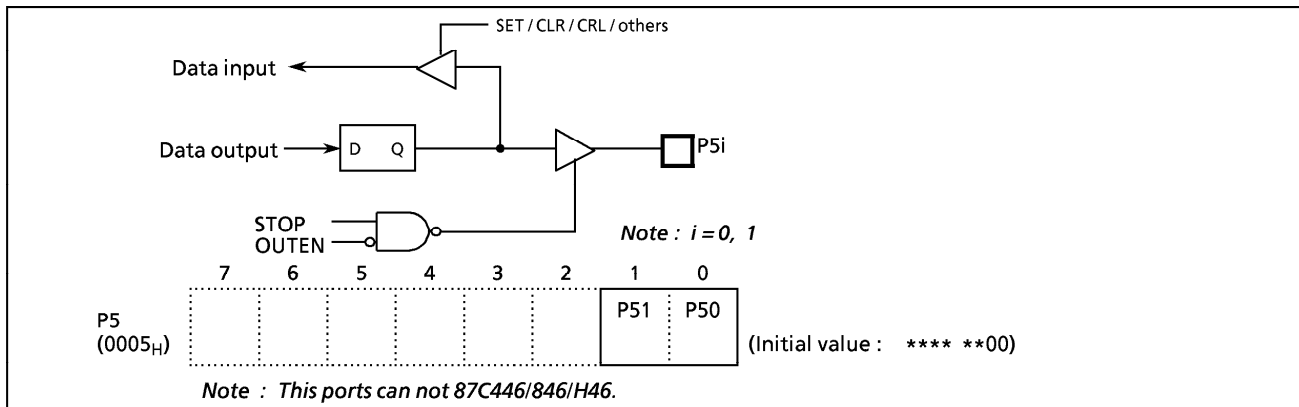 SET / CLR / CRL / others
Data input
Data output
D Q
P5i
STOP
OUTEN
Note : i = 0, 1
7 6 5 4 3 2 1 0
P51 P50
P5
(0005H)
(Initial value : **** **00)
Note : This ports can not 87C446/846/H46.